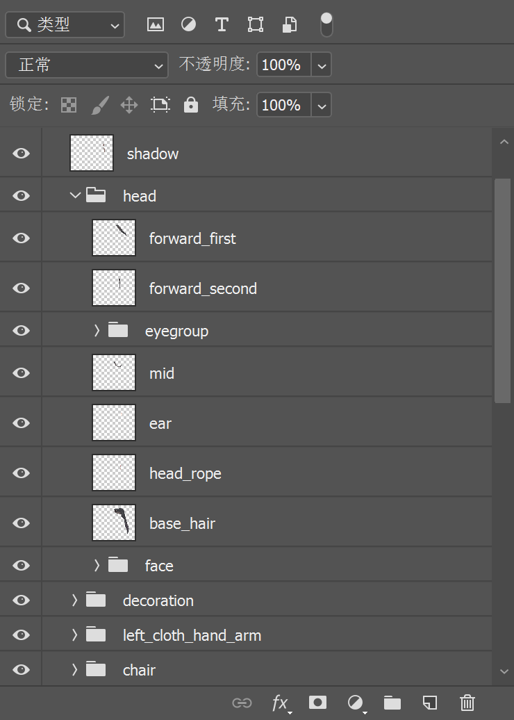 类型
正常 不透明度: 100%
锁定: 填充: 100%
shadow
head
forward_first
forward_second
eyegroup
mid
ear
head_rope
base_hair
face
decoration
left_cloth_hand_arm
chair
fx